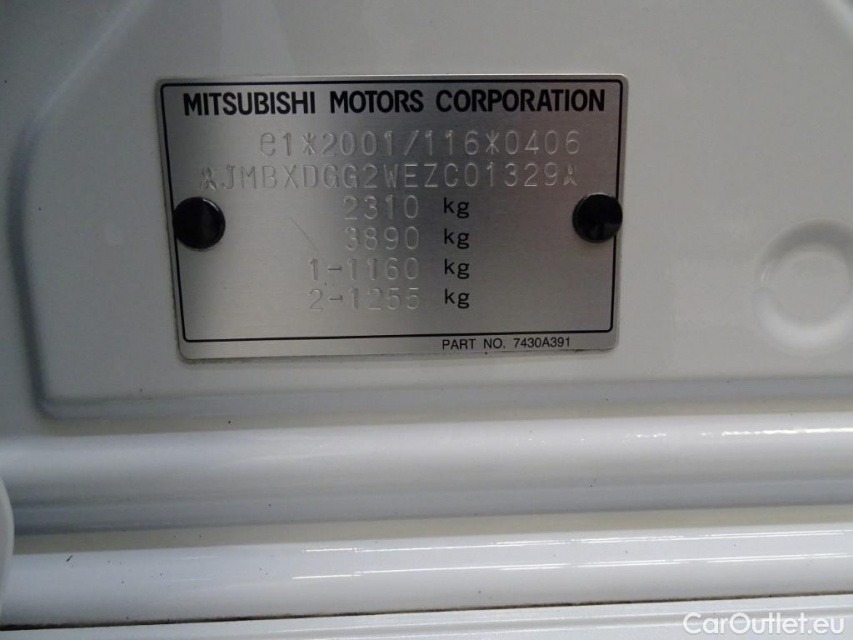 MITSUBISHI MOTORS CORPORATION
e1*2001/116*0406
JMBXDGG2WEZC01329
2310 kg
3890 kg
1-1160 kg
2-1255 kg
PART NO. 7430A391
CarOutlet.eu